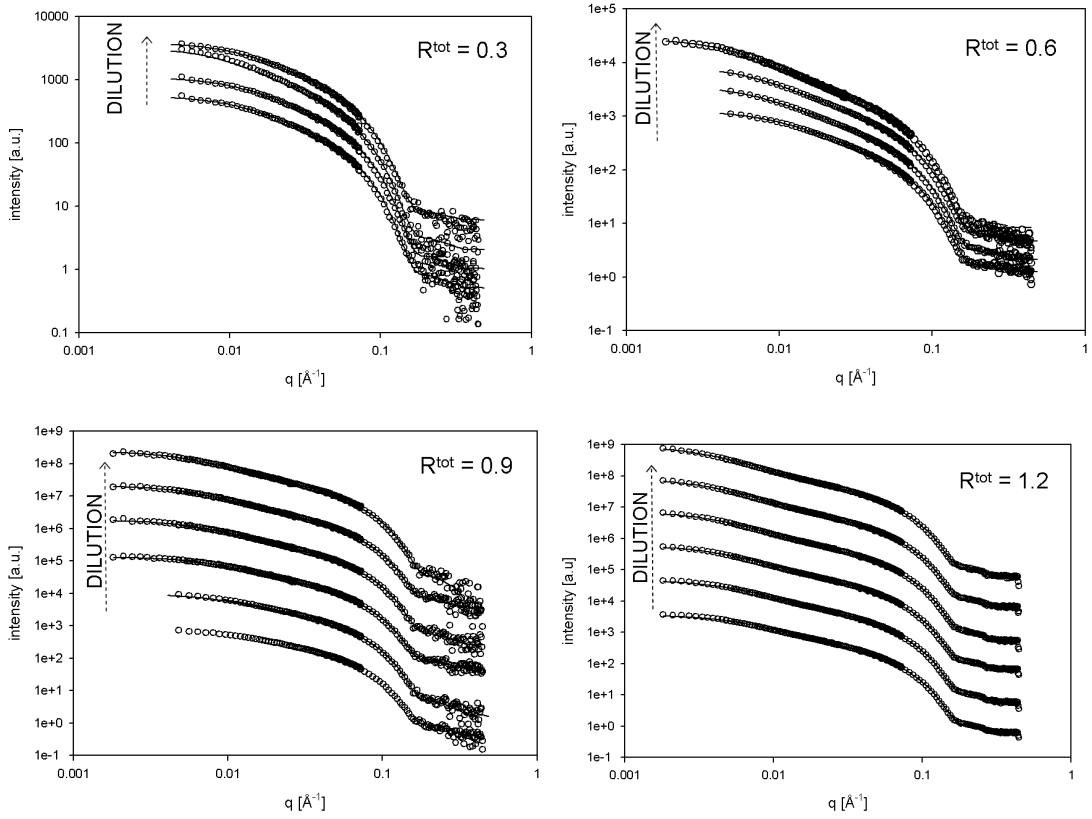 10000
1000
100
10
1
0.1
0.001
0.01
0.1
1
intensity [a.u.]
q [Å⁻¹]
DILUTION
Rᵗᵒᵗ = 0.3
1e+5
1e+4
1e+3
1e+2
1e+1
1e+0
1e-1
0.001
0.01
0.1
1
intensity [a.u.]
q [Å⁻¹]
DILUTION
Rᵗᵒᵗ = 0.6
1e+9
1e+8
1e+7
1e+6
1e+5
1e+4
1e+3
1e+2
1e+1
1e+0
1e-1
0.001
0.01
0.1
1
intensity [a.u.]
q [Å⁻¹]
DILUTION
Rᵗᵒᵗ = 0.9
1e+9
1e+8
1e+7
1e+6
1e+5
1e+4
1e+3
1e+2
1e+1
1e+0
1e-1
0.001
0.01
0.1
1
intensity [a.u]
q [Å⁻¹]
DILUTION
Rᵗᵒᵗ = 1.2